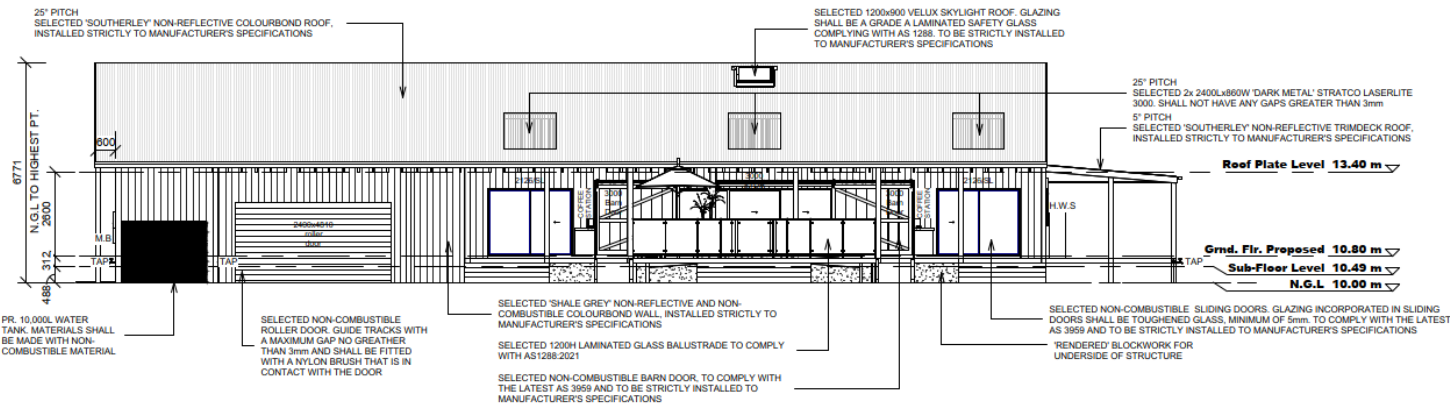 25° PITCH
SELECTED 'SOUTHERLEY' NON-REFLECTIVE COLOURBOND ROOF,
INSTALLED STRICTLY TO MANUFACTURER'S SPECIFICATIONS
SELECTED 1200x900 VELUX SKYLIGHT ROOF. GLAZING
SHALL BE A GRADE A LAMINATED SAFETY GLASS
COMPLYING WITH AS 1288. TO BE STRICTLY INSTALLED
TO MANUFACTURER'S SPECIFICATIONS
25° PITCH
SELECTED 2x 2400Lx860W 'DARK METAL' STRATCO LASERLITE
3000. SHALL NOT HAVE ANY GAPS GREATER THAN 3mm
5° PITCH
SELECTED 'SOUTHERLEY' NON-REFLECTIVE TRIMDECK ROOF,
INSTALLED STRICTLY TO MANUFACTURER'S SPECIFICATIONS
6771
N.G.L TO HIGHEST PT.
600
2600
312
488
Roof Plate Level 13.40 m
Grnd. Flr. Proposed 10.80 m
Sub-Floor Level 10.49 m
N.G.L 10.00 m
M.B
TAP
TAP
2400x4010
roller
door
2126/SL
COFFEE
STATION
3000
Barn
3000
3000
Barn
COFFEE
STATION
2126/SL
H.W.S
TAP
PR. 10,000L WATER
TANK. MATERIALS SHALL
BE MADE WITH NON-
COMBUSTIBLE MATERIAL
SELECTED NON-COMBUSTIBLE
ROLLER DOOR. GUIDE TRACKS WITH
A MAXIMUM GAP NO GREATHER
THAN 3mm AND SHALL BE FITTED
WITH A NYLON BRUSH THAT IS IN
CONTACT WITH THE DOOR
SELECTED 'SHALE GREY' NON-REFLECTIVE AND NON-
COMBUSTIBLE COLOURBOND WALL, INSTALLED STRICTLY TO
MANUFACTURER'S SPECIFICATIONS
SELECTED 1200H LAMINATED GLASS BALUSTRADE TO COMPLY
WITH AS1288:2021
SELECTED NON-COMBUSTIBLE BARN DOOR, TO COMPLY WITH
THE LATEST AS 3959 AND TO BE STRICTLY INSTALLED TO
MANUFACTURER'S SPECIFICATIONS
SELECTED NON-COMBUSTIBLE SLIDING DOORS. GLAZING INCORPORATED IN SLIDING
DOORS SHALL BE TOUGHENED GLASS, MINIMUM OF 5mm. TO COMPLY WITH THE LATEST
AS 3959 AND TO BE STRICTLY INSTALLED TO MANUFACTURER'S SPECIFICATIONS
'RENDERED' BLOCKWORK FOR
UNDERSIDE OF STRUCTURE